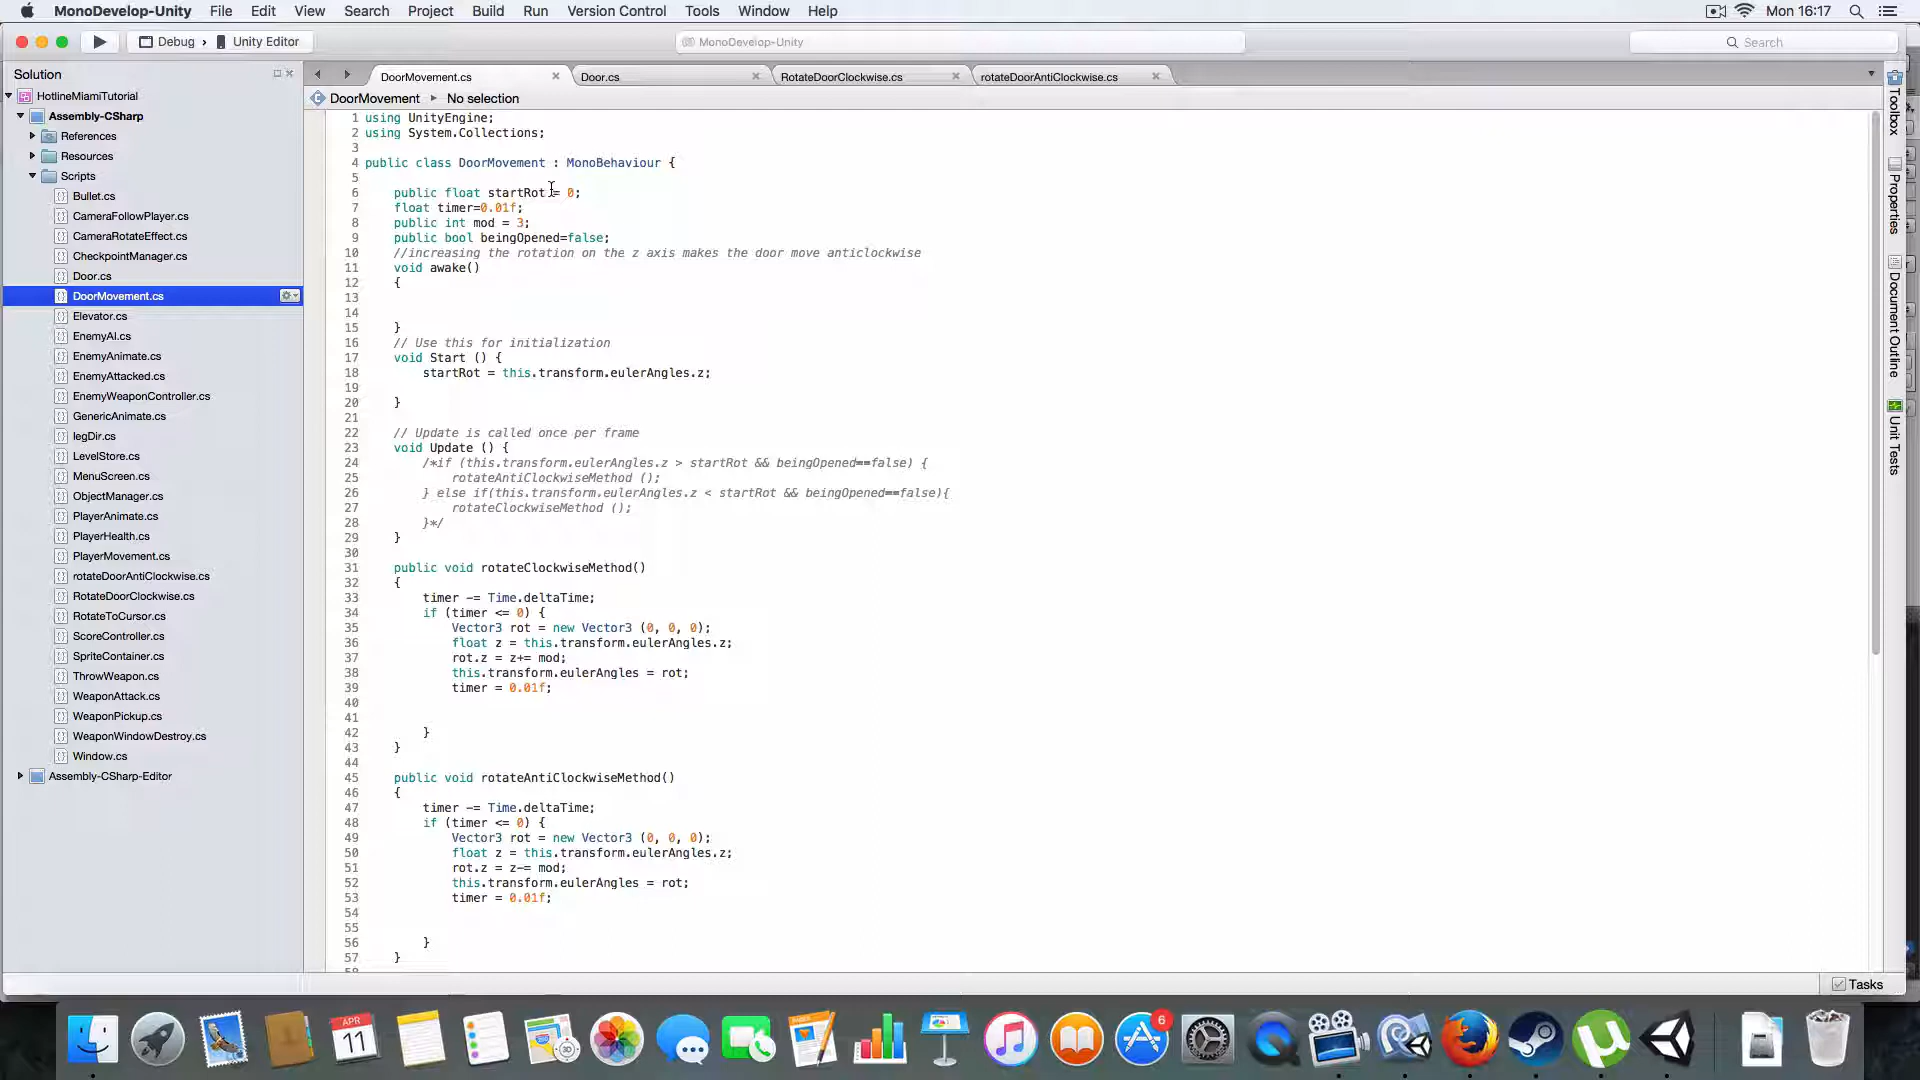 MonoDevelop-Unity File Edit View Search Project Build Run Version Control Tools Window Help Mon 16:17
Debug › Unity Editor MonoDevelop-Unity Search
Solution
HotlineMiamiTutorial
Assembly-CSharp
References
Resources
Scripts
Bullet.cs
CameraFollowPlayer.cs
CameraRotateEffect.cs
CheckpointManager.cs
Door.cs
DoorMovement.cs
Elevator.cs
EnemyAI.cs
EnemyAnimate.cs
EnemyAttacked.cs
EnemyWeaponController.cs
GenericAnimate.cs
legDir.cs
LevelStore.cs
MenuScreen.cs
ObjectManager.cs
PlayerAnimate.cs
PlayerHealth.cs
PlayerMovement.cs
rotateDoorAntiClockwise.cs
RotateDoorClockwise.cs
RotateToCursor.cs
ScoreController.cs
SpriteContainer.cs
ThrowWeapon.cs
WeaponAttack.cs
WeaponPickup.cs
WeaponWindowDestroy.cs
Window.cs
Assembly-CSharp-Editor
DoorMovement.cs Door.cs RotateDoorClockwise.cs rotateDoorAntiClockwise.cs
DoorMovement No selection
1 using UnityEngine;
2 using System.Collections;
3
4 public class DoorMovement : MonoBehaviour {
5
6 public float startRot = 0;
7 float timer=0.01f;
8 public int mod = 3;
9 public bool beingOpened=false;
10 //increasing the rotation on the z axis makes the door move anticlockwise
11 void awake()
12 {
13
14
15 }
16 // Use this for initialization
17 void Start () {
18 startRot = this.transform.eulerAngles.z;
19
20 }
21
22 // Update is called once per frame
23 void Update () {
24 /*if (this.transform.eulerAngles.z > startRot && beingOpened==false) {
25 rotateAntiClockwiseMethod ();
26 } else if(this.transform.eulerAngles.z < startRot && beingOpened==false){
27 rotateClockwiseMethod ();
28 }*/
29 }
30
31 public void rotateClockwiseMethod()
32 {
33 timer -= Time.deltaTime;
34 if (timer <= 0) {
35 Vector3 rot = new Vector3 (0, 0, 0);
36 float z = this.transform.eulerAngles.z;
37 rot.z = z+= mod;
38 this.transform.eulerAngles = rot;
39 timer = 0.01f;
40
41
42 }
43 }
44
45 public void rotateAntiClockwiseMethod()
46 {
47 timer -= Time.deltaTime;
48 if (timer <= 0) {
49 Vector3 rot = new Vector3 (0, 0, 0);
50 float z = this.transform.eulerAngles.z;
51 rot.z = z-= mod;
52 this.transform.eulerAngles = rot;
53 timer = 0.01f;
54
55
56 }
57 }
58
Toolbox
Properties
Document Outline
Unit Tests
Tasks
APR
11
6